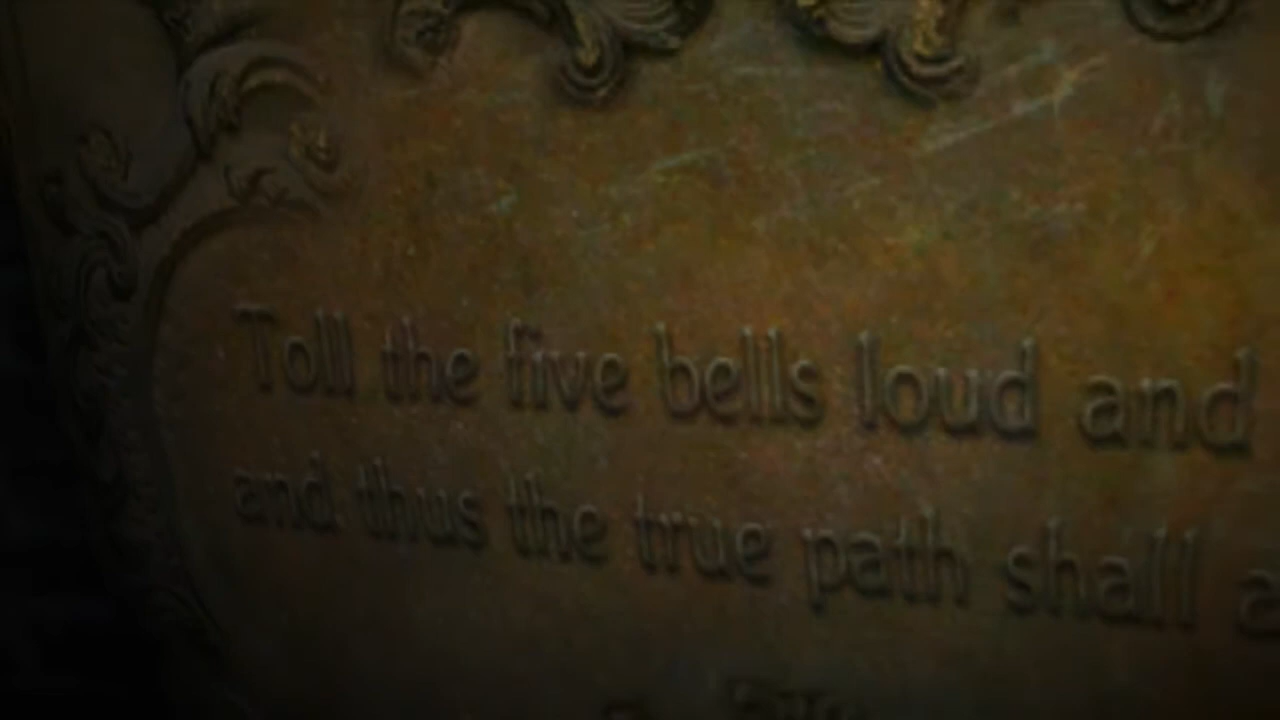 Toll the five bells loud and
and thus the true path shall